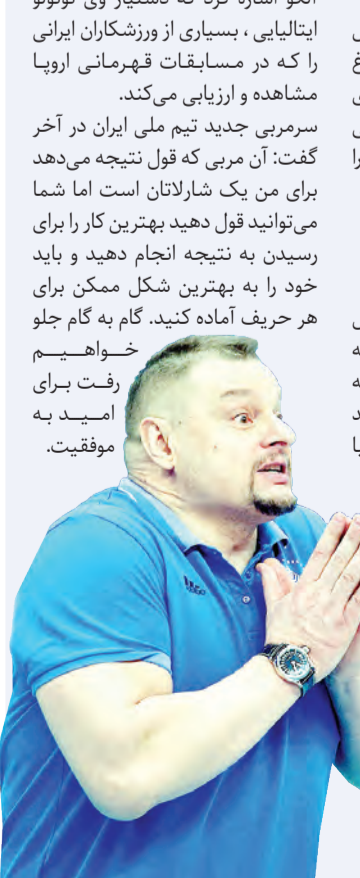 ایتالیایی ، بسیاری از ورزشکاران ایرانی
را که در مسابقات قهرمانی اروپا
مشاهده و ارزیابی می‌کند.
سرمربی جدید تیم ملی ایران در آخر
گفت: آن مربی که قول نتیجه می‌دهد
برای من یک شارلاتان است اما شما
می‌توانید قول دهید بهترین کار را برای
رسیدن به نتیجه انجام دهید و باید
خود را به بهترین شکل ممکن برای
هر حریف آماده کنید. گام به گام جلو
خواهیم
رفت برای
امید به
موفقیت.